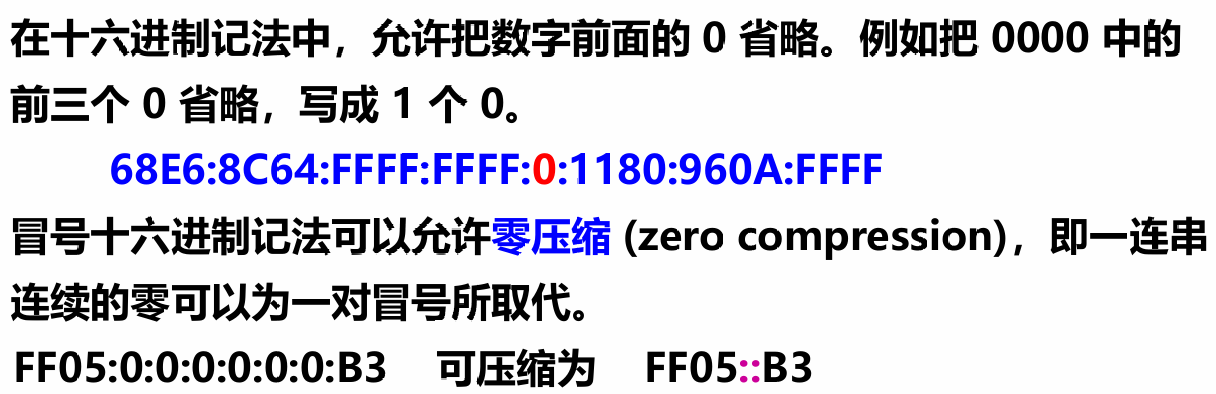 在十六进制记法中，允许把数字前面的 0 省略。例如把 0000 中的
前三个 0 省略，写成 1 个 0。
68E6:8C64:FFFF:FFFF:0:1180:960A:FFFF
冒号十六进制记法可以允许零压缩 (zero compression)，即一连串
连续的零可以为一对冒号所取代。
FF05:0:0:0:0:0:0:B3 可压缩为 FF05::B3